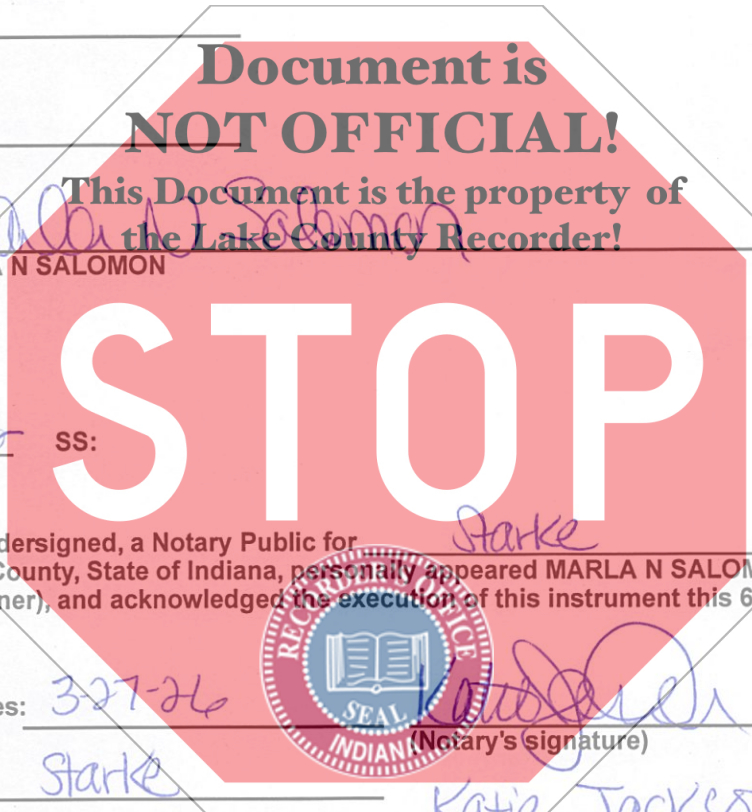 Document is
NOT OFFICIAL!
This Document is the property of
the Lake County Recorder!
N. Salomon
N SALOMON
STOP
SS:
dersigned, a Notary Public for Starke
County, State of Indiana, personally appeared MARLA N SALOM
ner), and acknowledged the execution of this instrument this 6
RECORDER'S OFFICE
SEAL
INDIANA
es: 3-27-26
(Notary's signature)
Starke
Katie